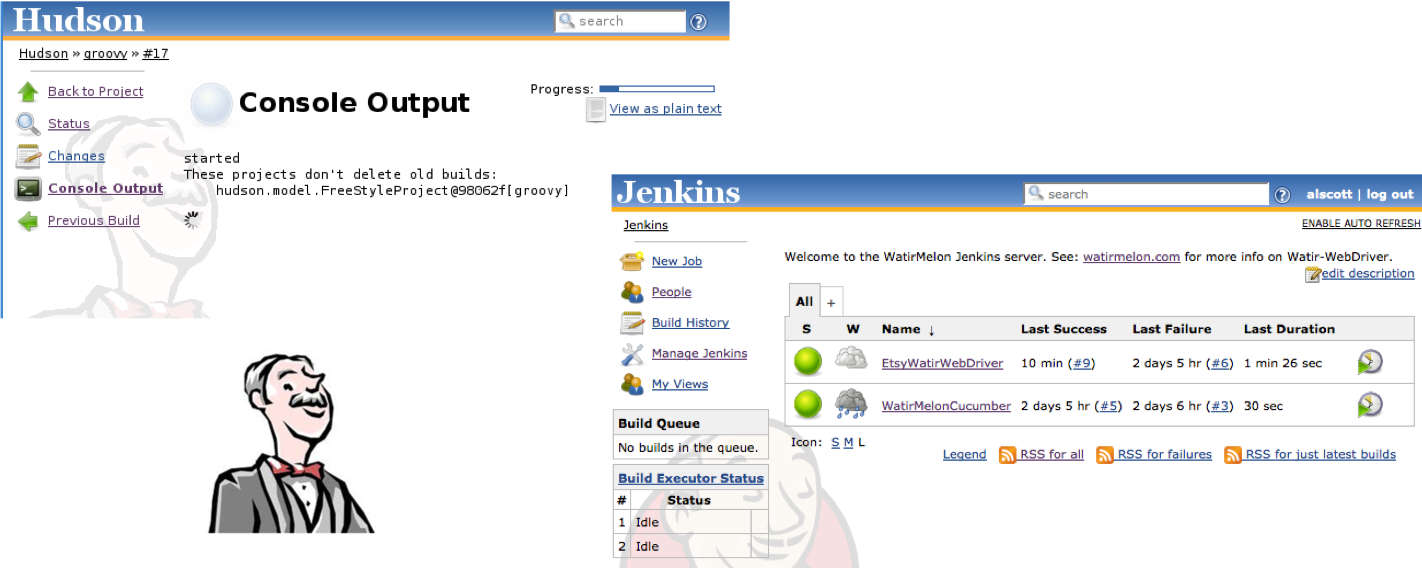 Hudson
search
?
Hudson » groovy » #17
Back to Project
Status
Changes
Console Output
Previous Build
Console Output
Progress:
View as plain text
started
These projects don't delete old builds:
hudson.model.FreeStyleProject@98062f[groovy]
Jenkins
search
?
alscott | log out
Jenkins
ENABLE AUTO REFRESH
New Job
People
Build History
Manage Jenkins
My Views
Build Queue
No builds in the queue.
Build Executor Status
# Status
1 Idle
2 Idle
Welcome to the WatirMelon Jenkins server. See: watirmelon.com for more info on Watir-WebDriver.
edit description
All +
S W Name ↓ Last Success Last Failure Last Duration
EtsyWatirWebDriver 10 min (#9) 2 days 5 hr (#6) 1 min 26 sec
WatirMelonCucumber 2 days 5 hr (#5) 2 days 6 hr (#3) 30 sec
Icon: S M L
Legend RSS for all RSS for failures RSS for just latest builds